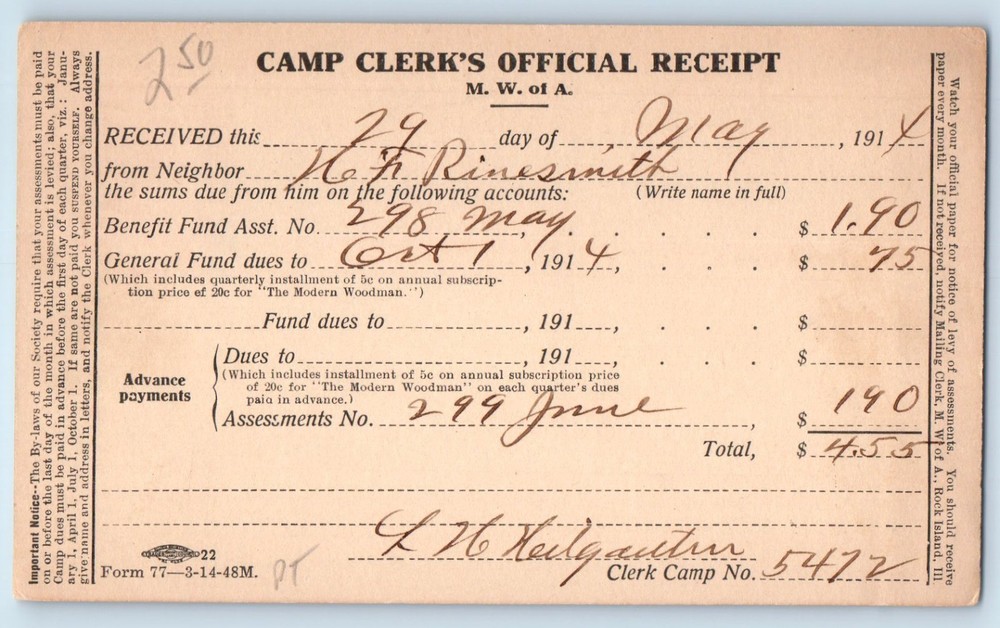 2 50
CAMP CLERK'S OFFICIAL RECEIPT
M. W. of A.
RECEIVED this 29 day of May, 1914
from Neighbor H F Rinesmith
the sums due from him on the following accounts: (Write name in full)
Benefit Fund Asst. No. 298 May, . . . . $ 1.90
General Fund dues to Oct 1, 1914, . . . $ 75
(Which includes quarterly installment of 5c on annual subscrip-
tion price of 20c for "The Modern Woodman.")
Fund dues to, 191, . . . $
Advance payments
Dues to, 191, . . . $
(Which includes installment of 5c on annual subscription price
of 20c for "The Modern Woodman" on each quarter's dues
paid in advance.)
Assessments No. 299 June, $ 190
Total, $ 4.55
L H
22
Form 77—3-14-48M.
PT
Clerk Camp No. 5472
Important Notice--The By-laws of our Society require that your assessments must be paid
on or before the last day of the month in which assessment is levied; also, that your
Camp dues must be paid in advance before the first day of each quarter, viz.: Janu-
ary 1, April 1, July 1, October 1. If same are not paid you SUSPEND YOURSELF. Always
give name and address in letters, and notify the Clerk whenever you change address.
Watch your official paper for notice of levy of assessments. You should receive
paper every month. If not received, notify Mailing Clerk, M. W. of A., Rock Island, Ill